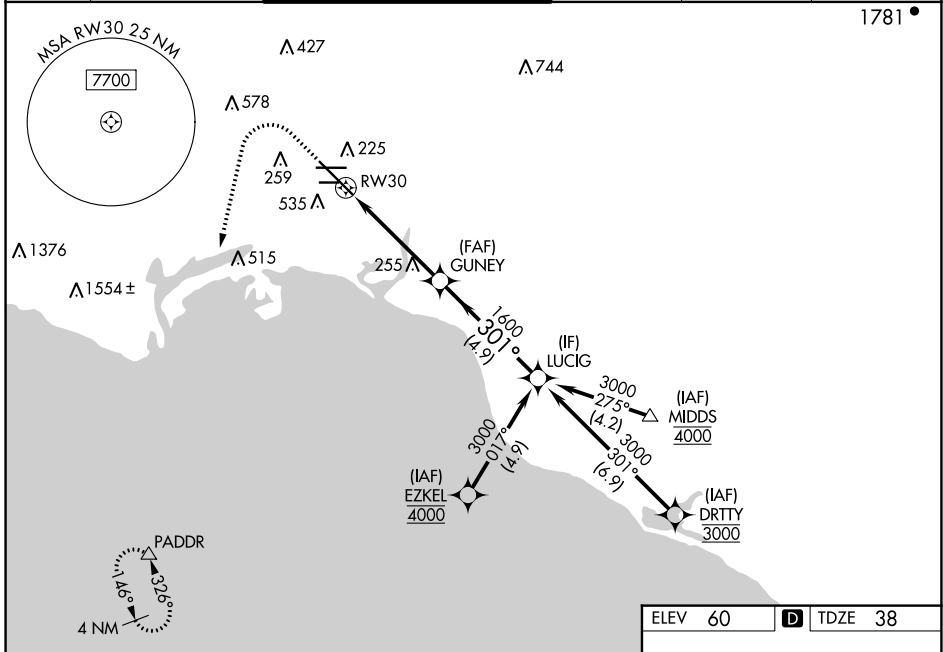 1781
MSA RW30 25 NM
7700
427
744
578
225
259
RW30
535
1376
515
1554 ±
255
(FAF)
GUNEY
1600
301°
(4.9)
(IF)
LUCIG
3000
275°
(4.2)
(IAF)
MIDDS
4000
3000
017°
(4.9)
3000
301°
(6.9)
(IAF)
EZKEL
4000
(IAF)
DRTTY
3000
PADDR
146°
326°
4 NM
ELEV 60 D TDZE 38